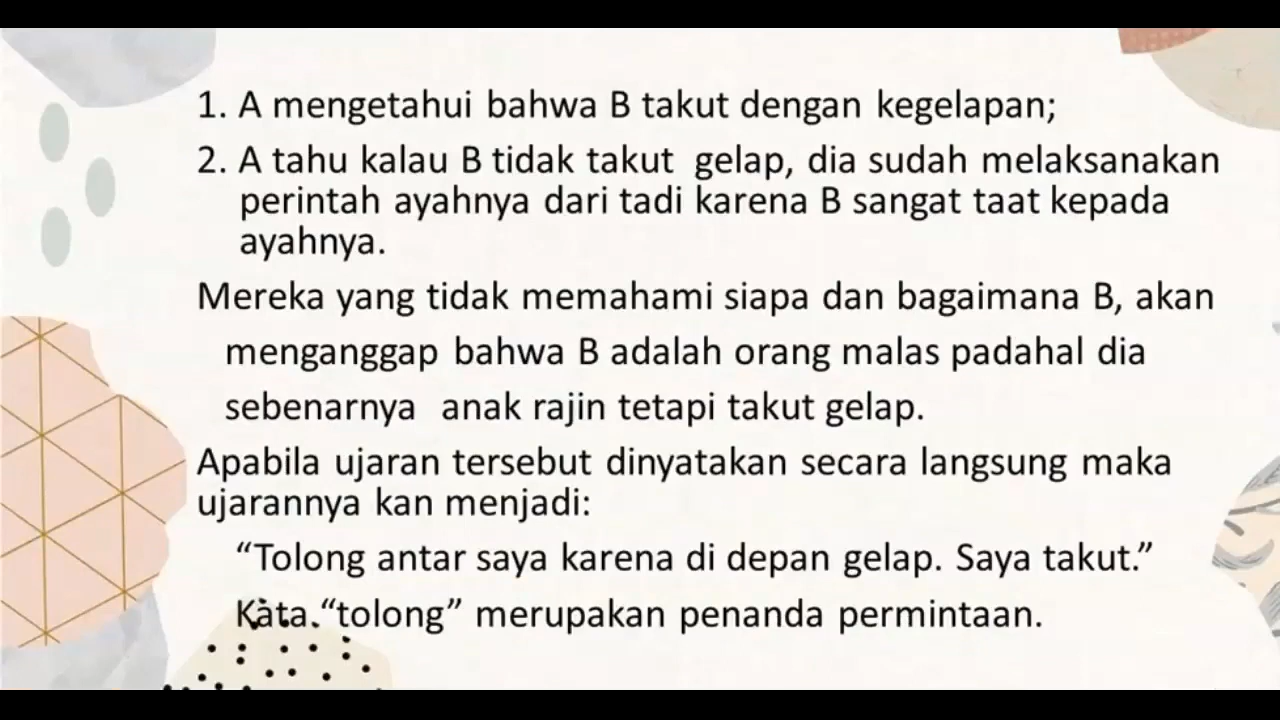 1. A mengetahui bahwa B takut dengan kegelapan;
2. A tahu kalau B tidak takut gelap, dia sudah melaksanakan
perintah ayahnya dari tadi karena B sangat taat kepada
ayahnya.
Mereka yang tidak memahami siapa dan bagaimana B, akan
menganggap bahwa B adalah orang malas padahal dia
sebenarnya anak rajin tetapi takut gelap.
Apabila ujaran tersebut dinyatakan secara langsung maka
ujarannya kan menjadi:
“Tolong antar saya karena di depan gelap. Saya takut.”
Kata “tolong” merupakan penanda permintaan.